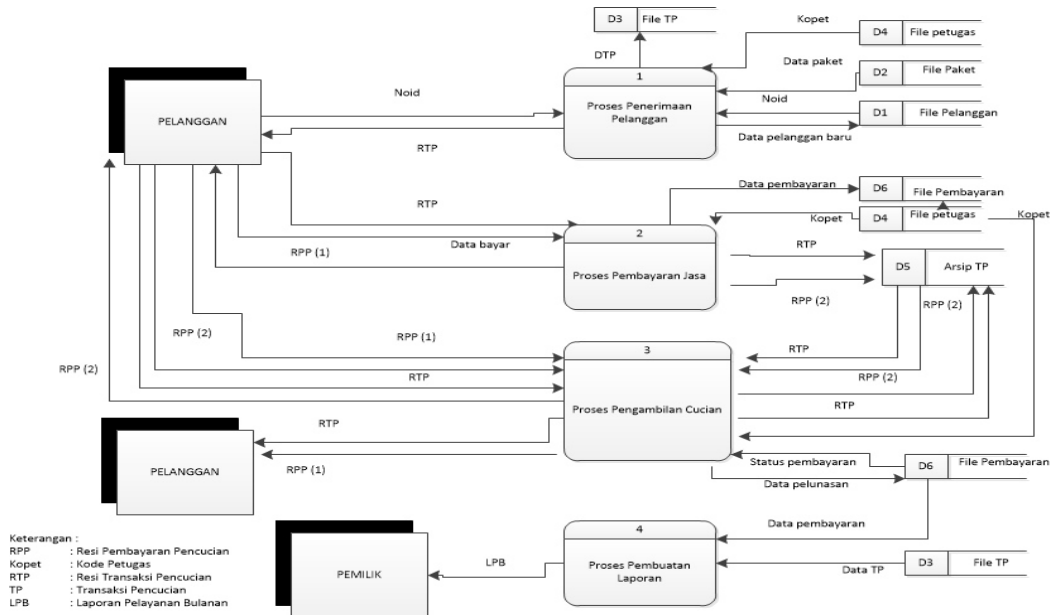 D3 File TP
Kopet
D4 File petugas
DTP
Data paket
D2 File Paket
1
Proses Penerimaan
Pelanggan
Noid
Noid
D1 File Pelanggan
Data pelanggan baru
PELANGGAN
RTP
RTP
Data pembayaran
D6 File Pembayaran
Kopet
D4 File petugas
Kopet
2
Proses Pembayaran Jasa
Data bayar
RPP (1)
RTP
D5 Arsip TP
RPP (2)
RPP (2)
RPP (2)
RPP (1)
RTP
RPP (2)
RPP (2)
RTP
3
Proses Pengambilan Cucian
RTP
RTP
PELANGGAN
RPP (1)
Status pembayaran
D6 File Pembayaran
Data pelunasan
4
Proses Pembuatan
Laporan
Data pembayaran
Data TP
D3 File TP
LPB
PEMILIK
Keterangan :
RPP : Resi Pembayaran Pencucian
Kopet : Kode Petugas
RTP : Resi Transaksi Pencucian
TP : Transaksi Pencucian
LPB : Laporan Pelayanan Bulanan